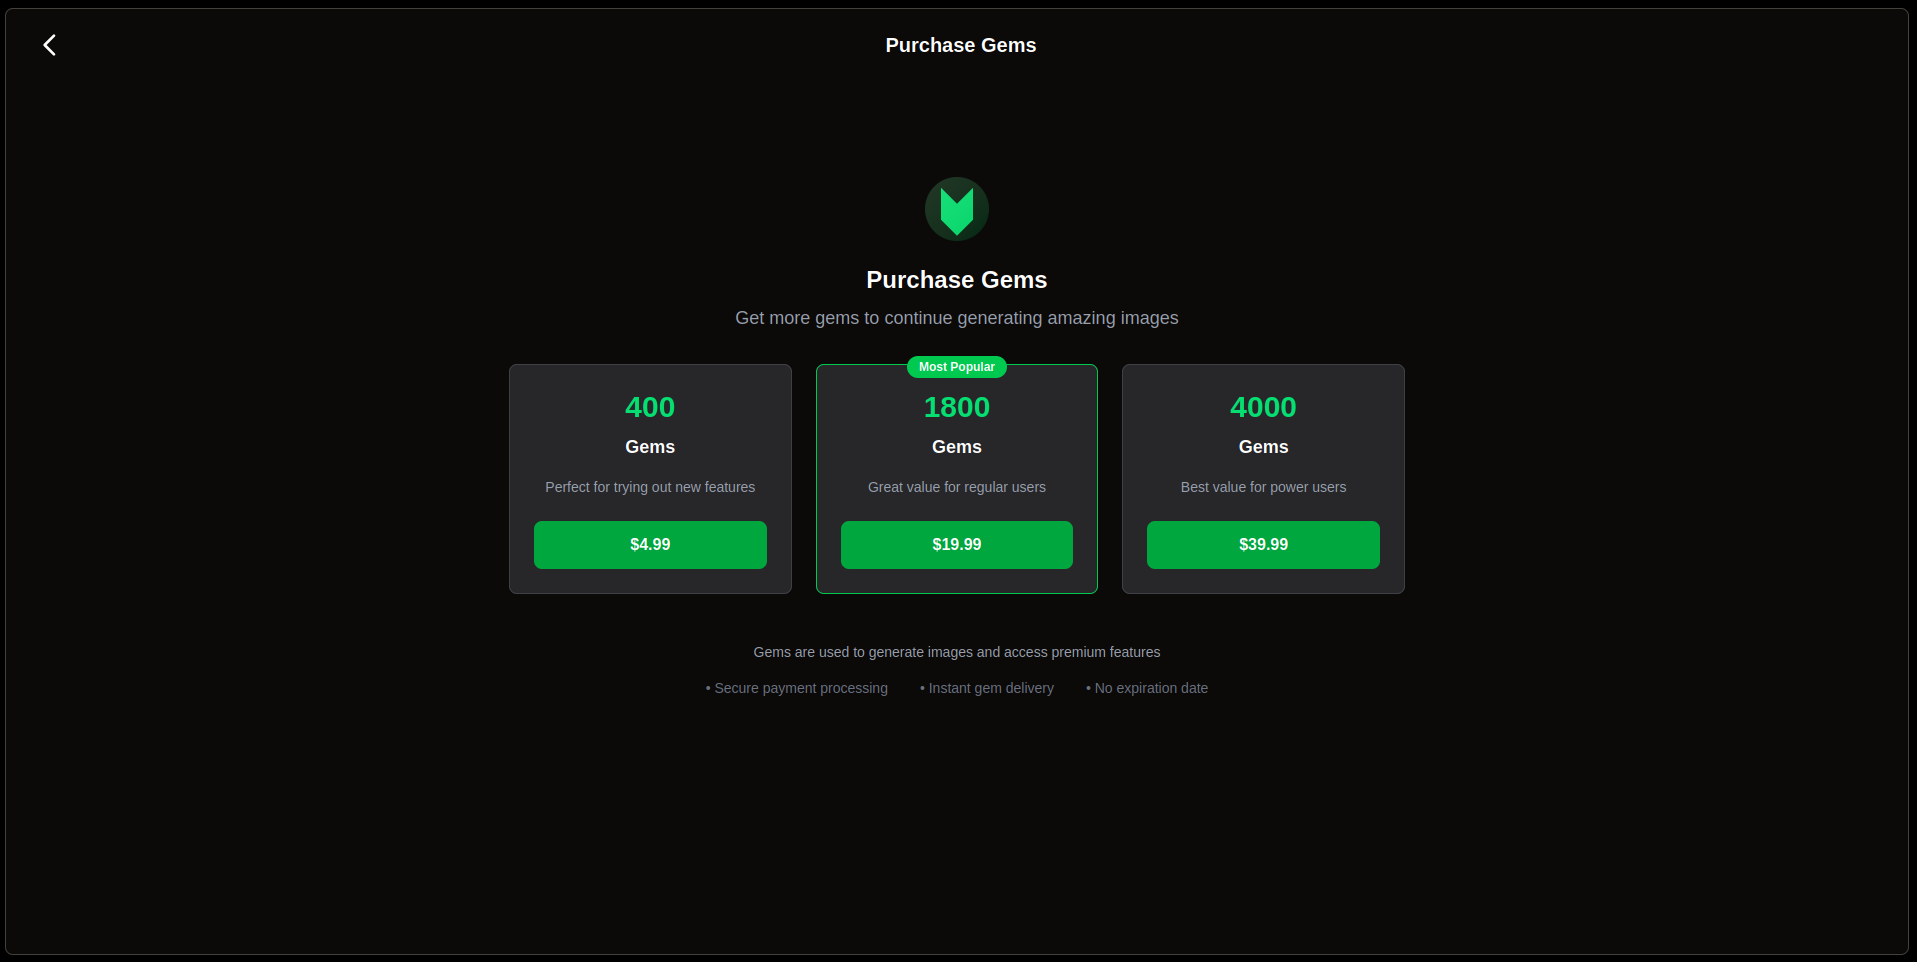 Purchase Gems
Purchase Gems
Get more gems to continue generating amazing images
400
Gems
Perfect for trying out new features
$4.99
Most Popular
1800
Gems
Great value for regular users
$19.99
4000
Gems
Best value for power users
$39.99
Gems are used to generate images and access premium features
• Secure payment processing • Instant gem delivery • No expiration date